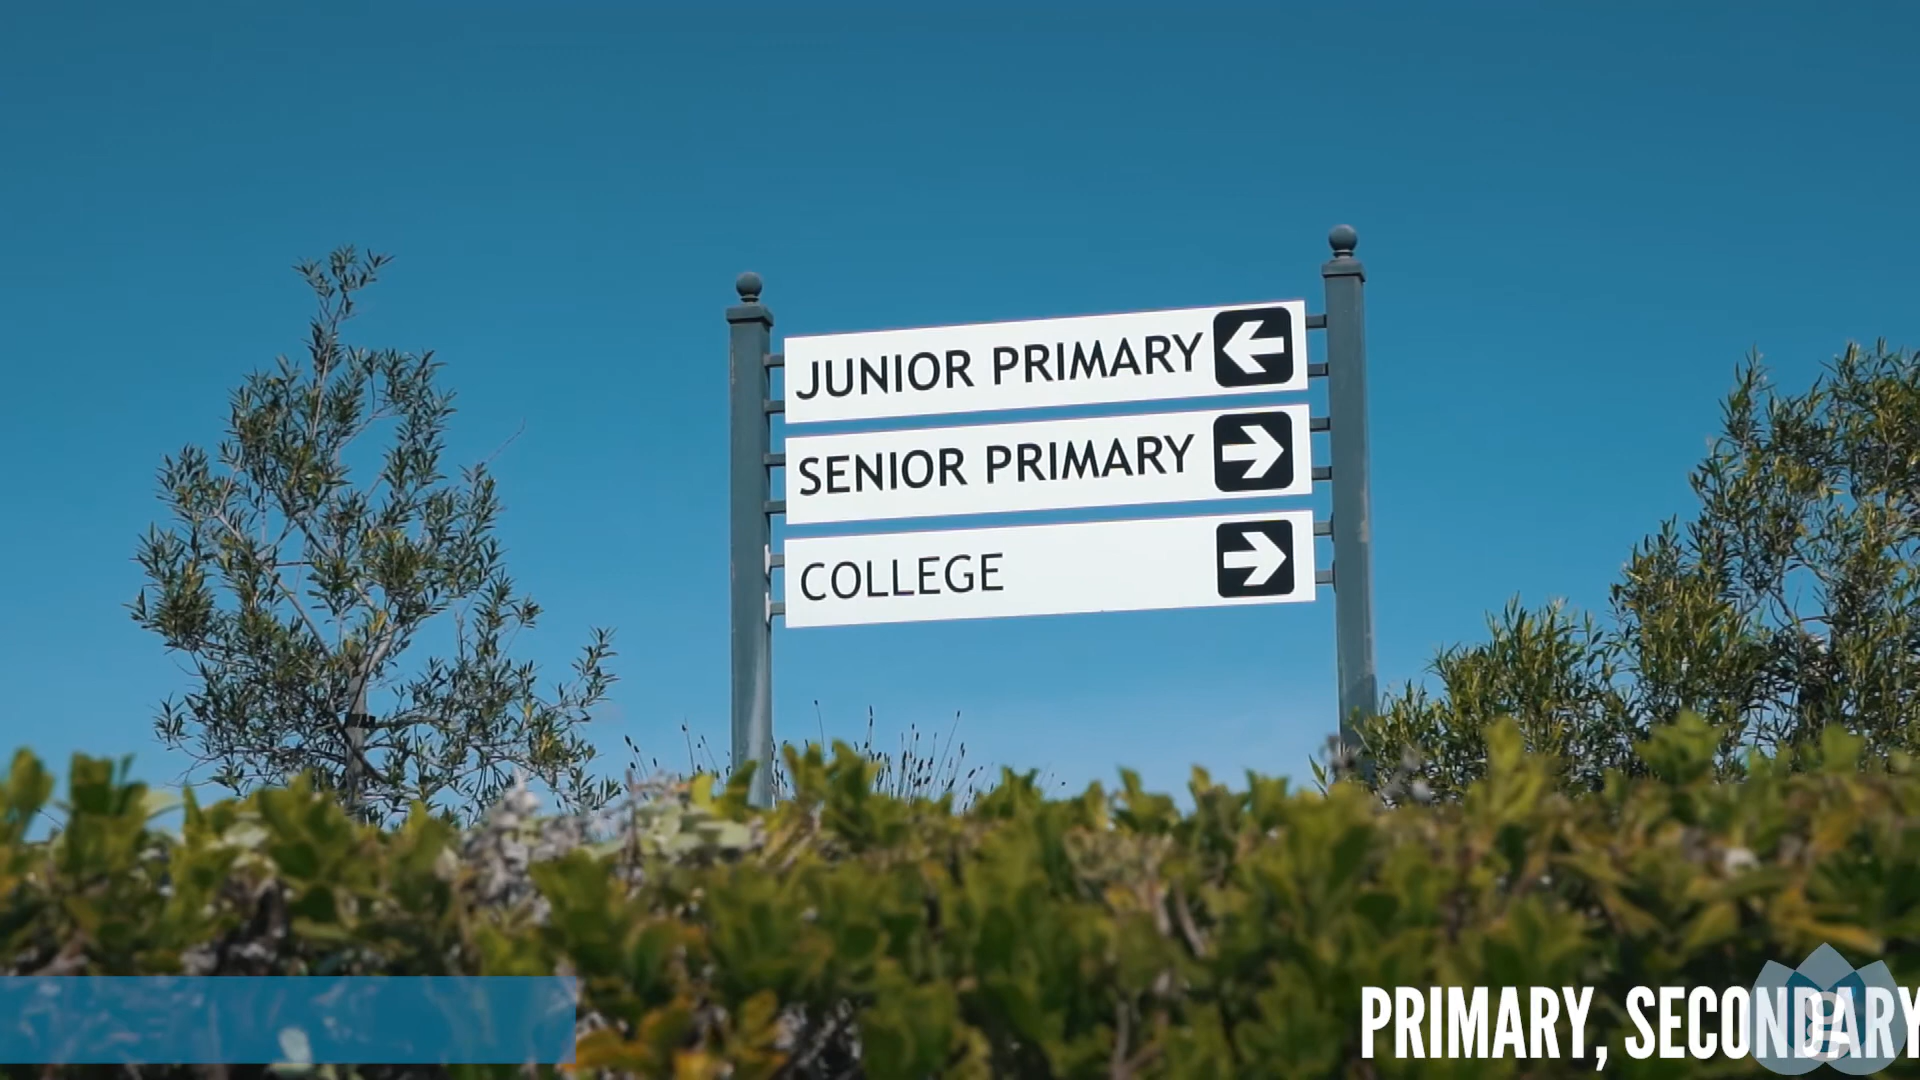 JUNIOR PRIMARY
SENIOR PRIMARY
COLLEGE
PRIMARY, SECONDARY
g